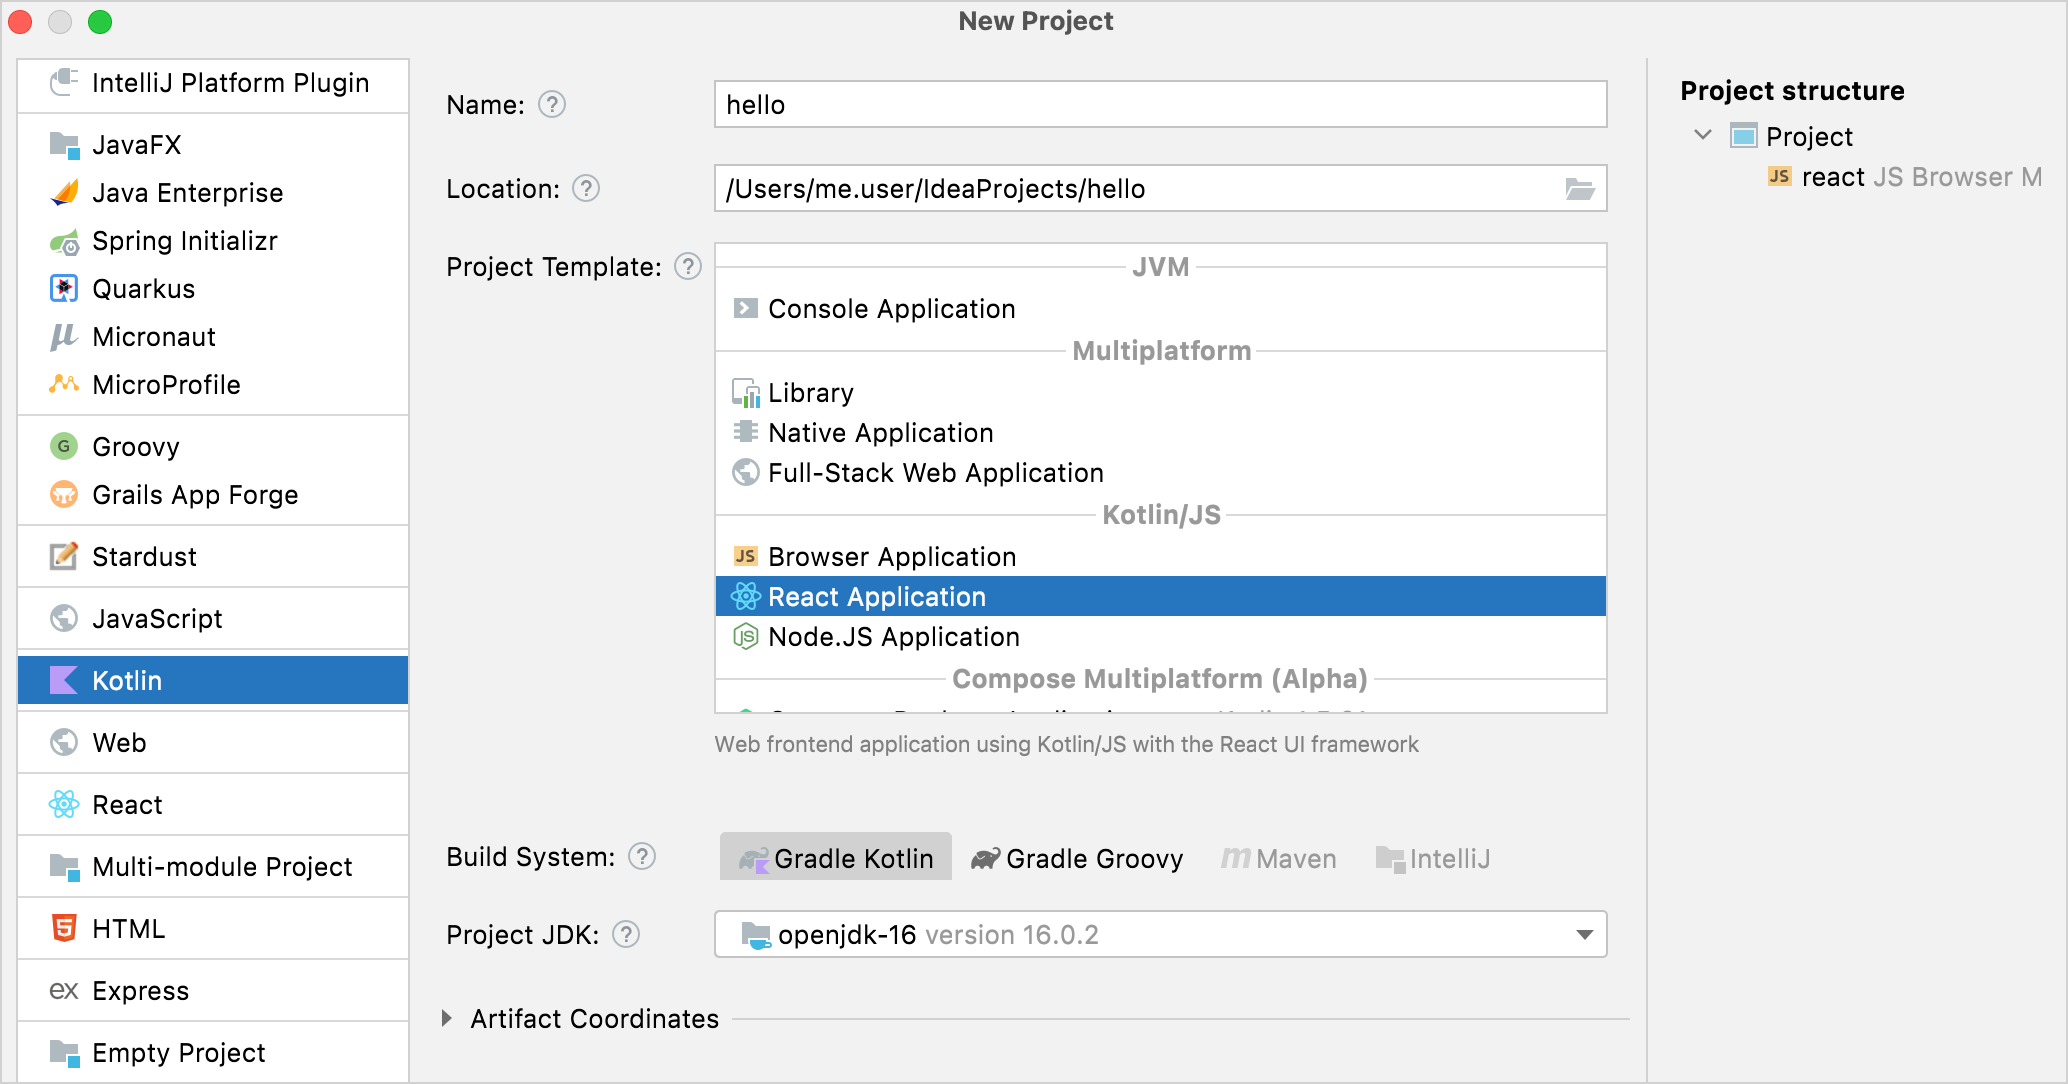 New Project
IntelliJ Platform Plugin
JavaFX
Java Enterprise
Spring Initializr
Quarkus
Micronaut
MicroProfile
Groovy
Grails App Forge
Stardust
JavaScript
Kotlin
Web
React
Multi-module Project
HTML
ex Express
Empty Project
Name: ?
hello
Location: ?
/Users/me.user/IdeaProjects/hello
Project Template: ?
JVM
Console Application
Multiplatform
Library
Native Application
Full-Stack Web Application
Kotlin/JS
JS Browser Application
React Application
JS Node.JS Application
Compose Multiplatform (Alpha)
Web frontend application using Kotlin/JS with the React UI framework
Build System: ?
Gradle Kotlin
Gradle Groovy
m Maven
IntelliJ
Project JDK: ?
openjdk-16 version 16.0.2
Artifact Coordinates
Project structure
Project
JS react JS Browser M